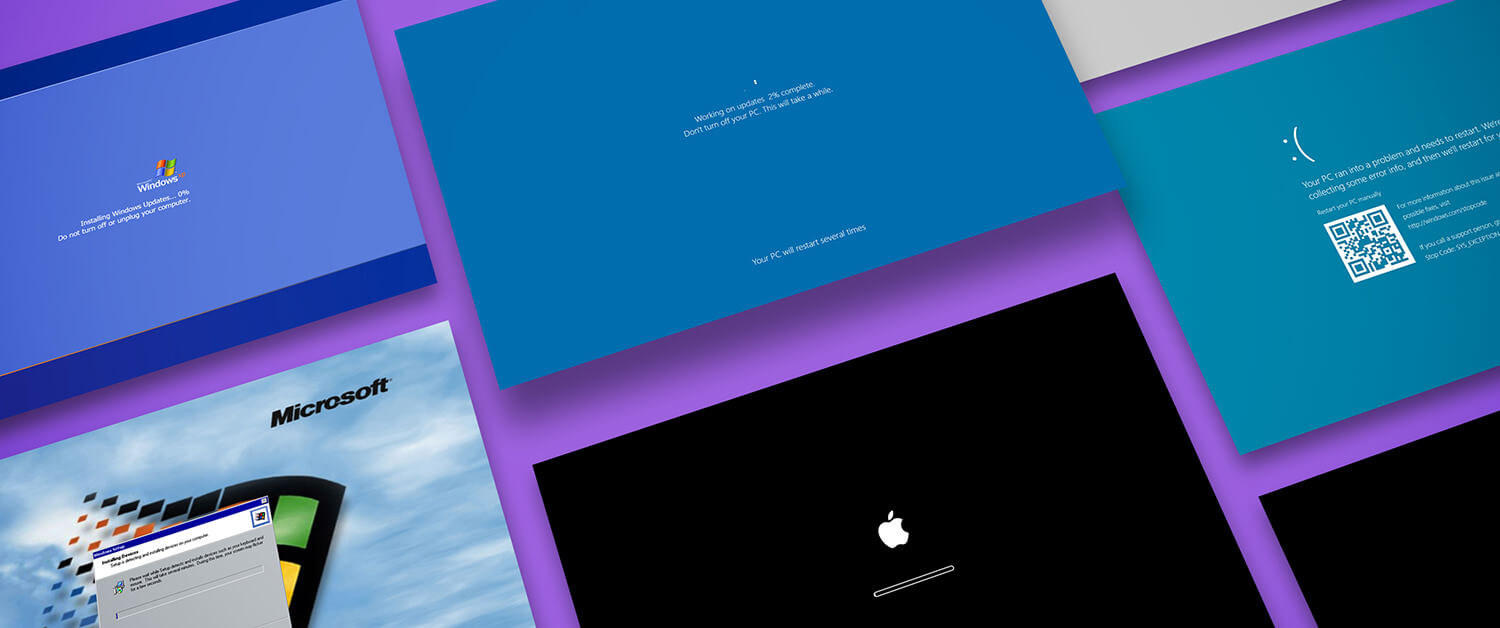 Windows xp
Installing Windows Updates... 0%
Do not turn off or unplug your computer.
Working on updates 2% complete.
Don't turn off your PC. This will take a while.
Your PC will restart several times
:(
Your PC ran into a problem and needs to restart. We're
collecting some error info, and then we'll restart for
Restart your PC manually
For more information about this issue
possible fixes, visit
http://windows.com/stopcode
If you call a support person,
Stop Code: SYS_EXCEPTION
Microsoft
Windows Setup
Installing Devices
Setup is detecting and installing devices on your computer.
Please wait while Setup detects and installs devices such as your keyboard and
mouse. This will take several minutes. During this time, your screen may flicker
for a few seconds.